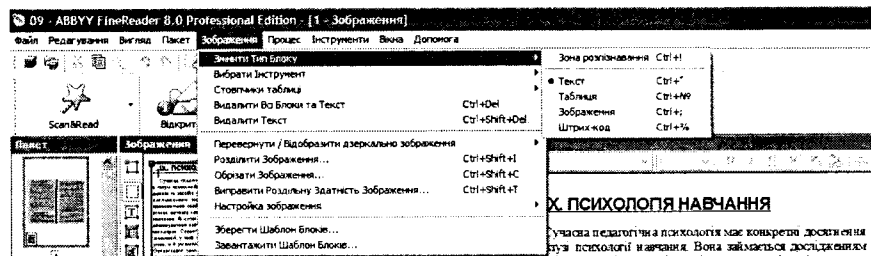 09 - ABBYY FineReader 8.0 Professional Edition - [1 - Зображення]
Файл Редагування Вигляд Пакет Зображення Процес Інструменти Вікна Допомога
Змінити Тип Блоку
Вибрати Інструмент
Стовпчики таблиці
Видалити Всі Блоки та Текст Ctrl+Del
Видалити Текст Ctrl+Shift+Del
Перевернути / Відобразити дзеркально зображення
Розділити Зображення... Ctrl+Shift+I
Обрізати Зображення... Ctrl+Shift+C
Виправити Роздільну Здатність Зображення... Ctrl+Shift+T
Настройка зображення
Зберегти Шаблон Блоків...
Завантажити Шаблон Блоків...
Зона розпізнавання Ctrl+!
Текст Ctrl+"
Таблиця Ctrl+№
Зображення Ctrl+;
Штрих-код Ctrl+%
Scan&Read
Відкрит
Пакет
Зображення
X. ПСИХОЛОГІЯ НАВЧАННЯ
учасна педагогічна психологія має конкретні досягнення
психології навчання. Вона займається дослідженням